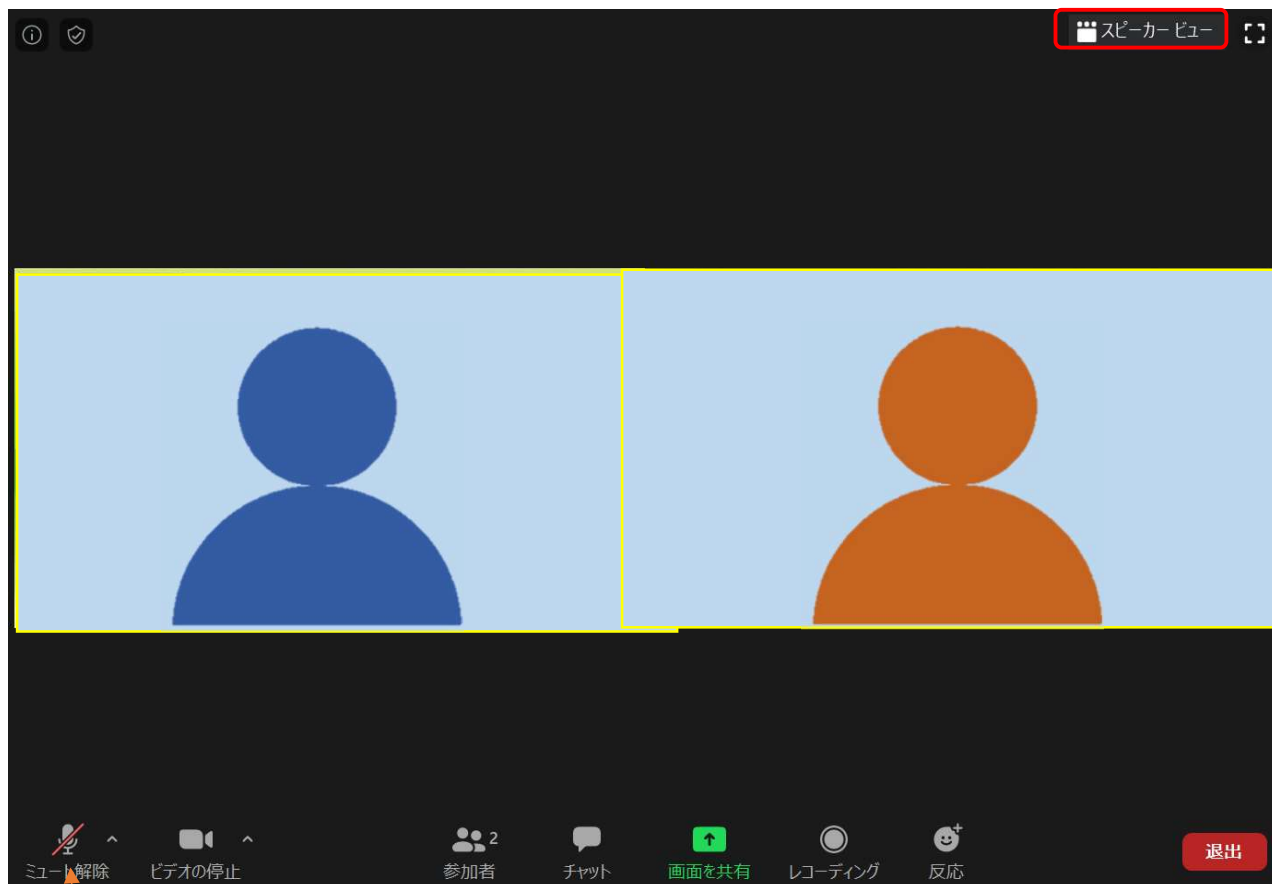 スピーカー ビュー
2
ミュート解除
ビデオの停止
参加者
チャット
画面を共有
レコーディング
反応
退出